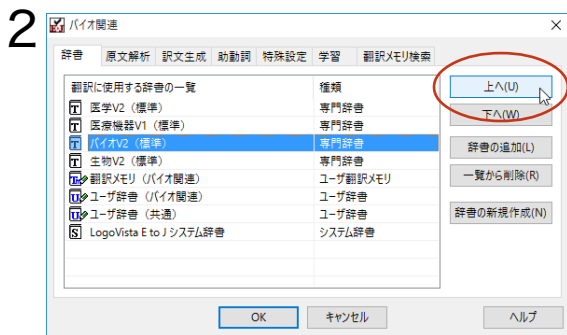 2
バイオ関連
辞書 原文解析 訳文生成 助動詞 特殊設定 学習 翻訳メモリ検索
翻訳に使用する辞書の一覧 種類
医学V2（標準） 専門辞書
医療機器V1（標準） 専門辞書
バイオV2（標準） 専門辞書
生物V2（標準） 専門辞書
翻訳メモリ（バイオ関連） ユーザ翻訳メモリ
ユーザ辞書（バイオ関連） ユーザ辞書
ユーザ辞書（共通） ユーザ辞書
LogoVista E to J システム辞書 システム辞書
上へ(U)
下へ(W)
辞書の追加(L)
一覧から削除(R)
辞書の新規作成(N)
OK キャンセル ヘルプ